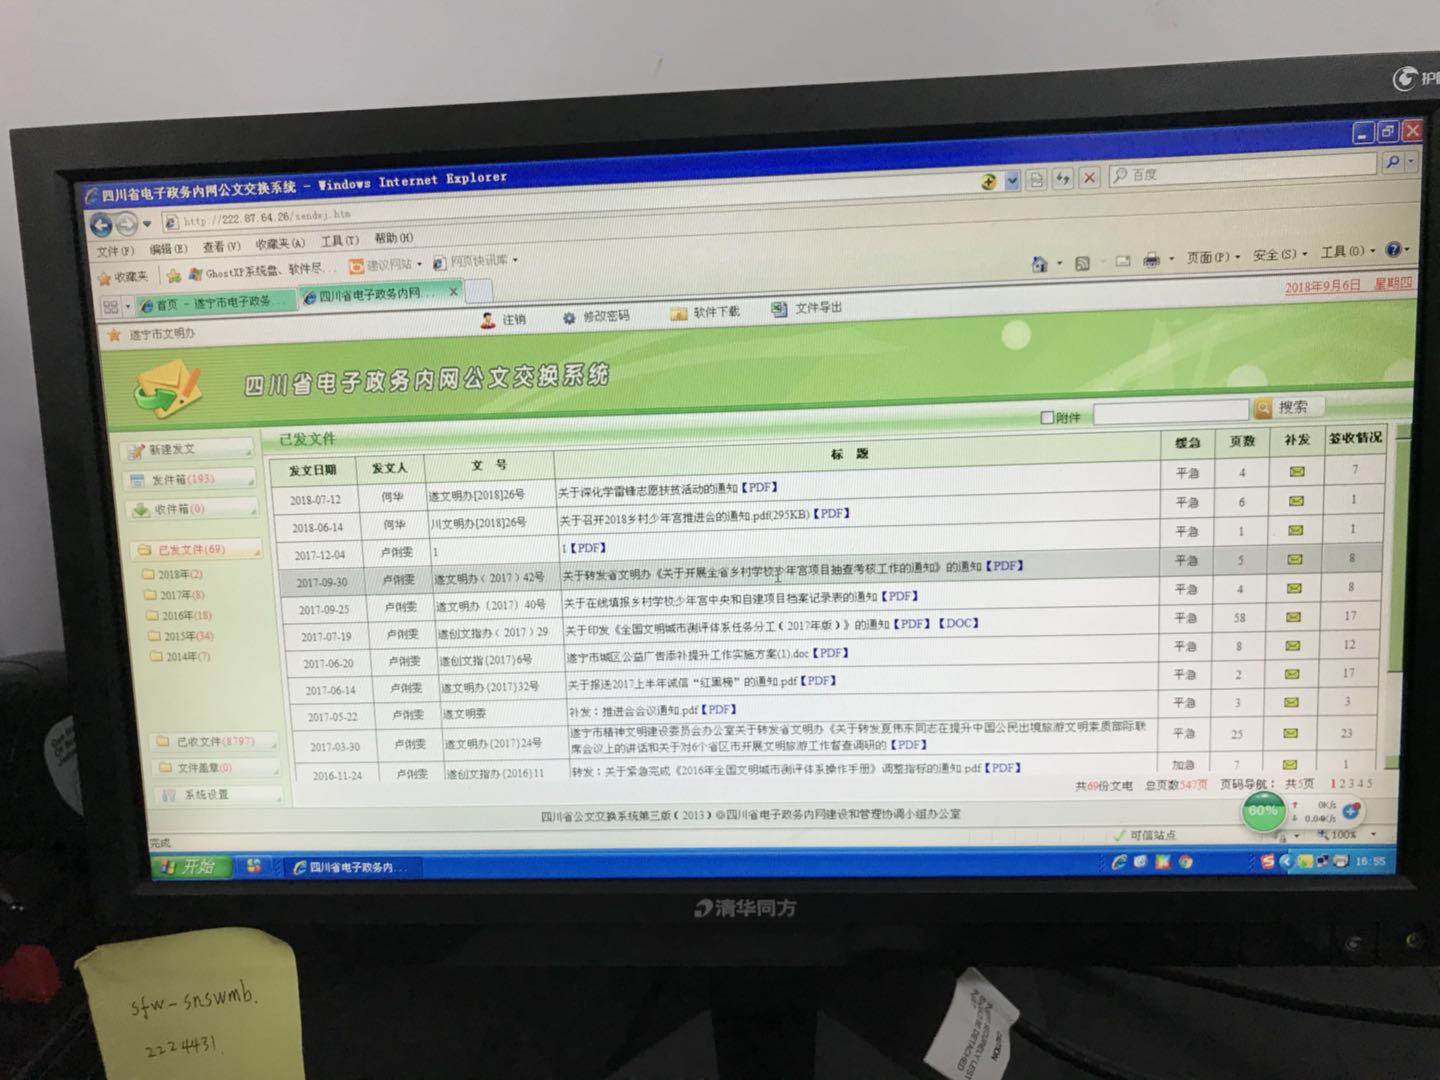 护
四川省电子政务内网公文交换系统 - Windows Internet Explorer
http://222.87.64.26/sendwj.htm
百度
文件(F) 编辑(E) 查看(V) 收藏夹(A) 工具(T) 帮助(H)
收藏夹 GhostXP系统盘、软件尽... 建议网站 网页快讯库
首页 - 遂宁市电子政务... 四川省电子政务内网... 页面(P) 安全(S) 工具(O)
2018年9月6日 星期四
遂宁市文明办 注销 修改密码 软件下载 文件导出
四川省电子政务内网公文交换系统
附件 搜索
新建发文
发件箱(193)
收件箱(0)
已发文件(69)
2018年(2)
2017年(8)
2016年(18)
2015年(34)
2014年(7)
已收文件(8797)
文件盖章(0)
系统设置
已发文件
发文日期 发文人 文 号 标 题 缓急 页数 补发 签收情况
2018-07-12 何华 遂文明办[2018]26号 关于深化学雷锋志愿扶贫活动的通知【PDF】 平急 4 7
2018-06-14 何华 川文明办[2018]26号 关于召开2018乡村少年宫推进会的通知.pdf(295KB)【PDF】 平急 6 1
2017-12-04 卢俐雯 1 1【PDF】 平急 1 1
2017-09-30 卢俐雯 遂文明办（2017）42号 关于转发省文明办《关于开展全省乡村学校少年宫项目抽查考核工作的通知》的通知【PDF】 平急 5 8
2017-09-25 卢俐雯 遂文明办（2017）40号 关于在线填报乡村学校少年宫中央和自建项目档案记录表的通知【PDF】 平急 4 8
2017-07-19 卢俐雯 遂创文指办（2017）29 关于印发《全国文明城市测评体系任务分工（2017年版）》的通知【PDF】【DOC】 平急 58 17
2017-06-20 卢俐雯 遂创文指{2017}6号 遂宁市城区公益广告添补提升工作实施方案(1).doc【PDF】 平急 8 12
2017-06-14 卢俐雯 遂文明办{2017}32号 关于报送2017上半年诚信“红黑榜”的通知.pdf【PDF】 平急 2 17
2017-05-22 卢俐雯 遂文明委 补发：推进会会议通知.pdf【PDF】 平急 3 3
2017-03-30 卢俐雯 遂文明办{2017}24号 遂宁市精神文明建设委员会办公室关于转发省文明办《关于转发夏伟东同志在提升中国公民出境旅游文明素质部际联
席会议上的讲话和关于对6个省区市开展文明旅游工作督查调研的【PDF】 平急 25 23
2016-11-24 卢俐雯 遂创文指办{2016}11 转发：关于紧急完成《2016年全国文明城市测评体系操作手册》调整指标的通知.pdf【PDF】 加急 7 1
共69份文电 总页数547页 页码导航： 共5页 1 2 3 4 5
四川省公文交换系统第三版（2013）©四川省电子政务内网建设和管理协调小组办公室
60% 0K/s
0.04K/s
完成 可信站点 100%
开始 四川省电子政务内... 16:55
清华同方
sfw-snswmb.
2224431.